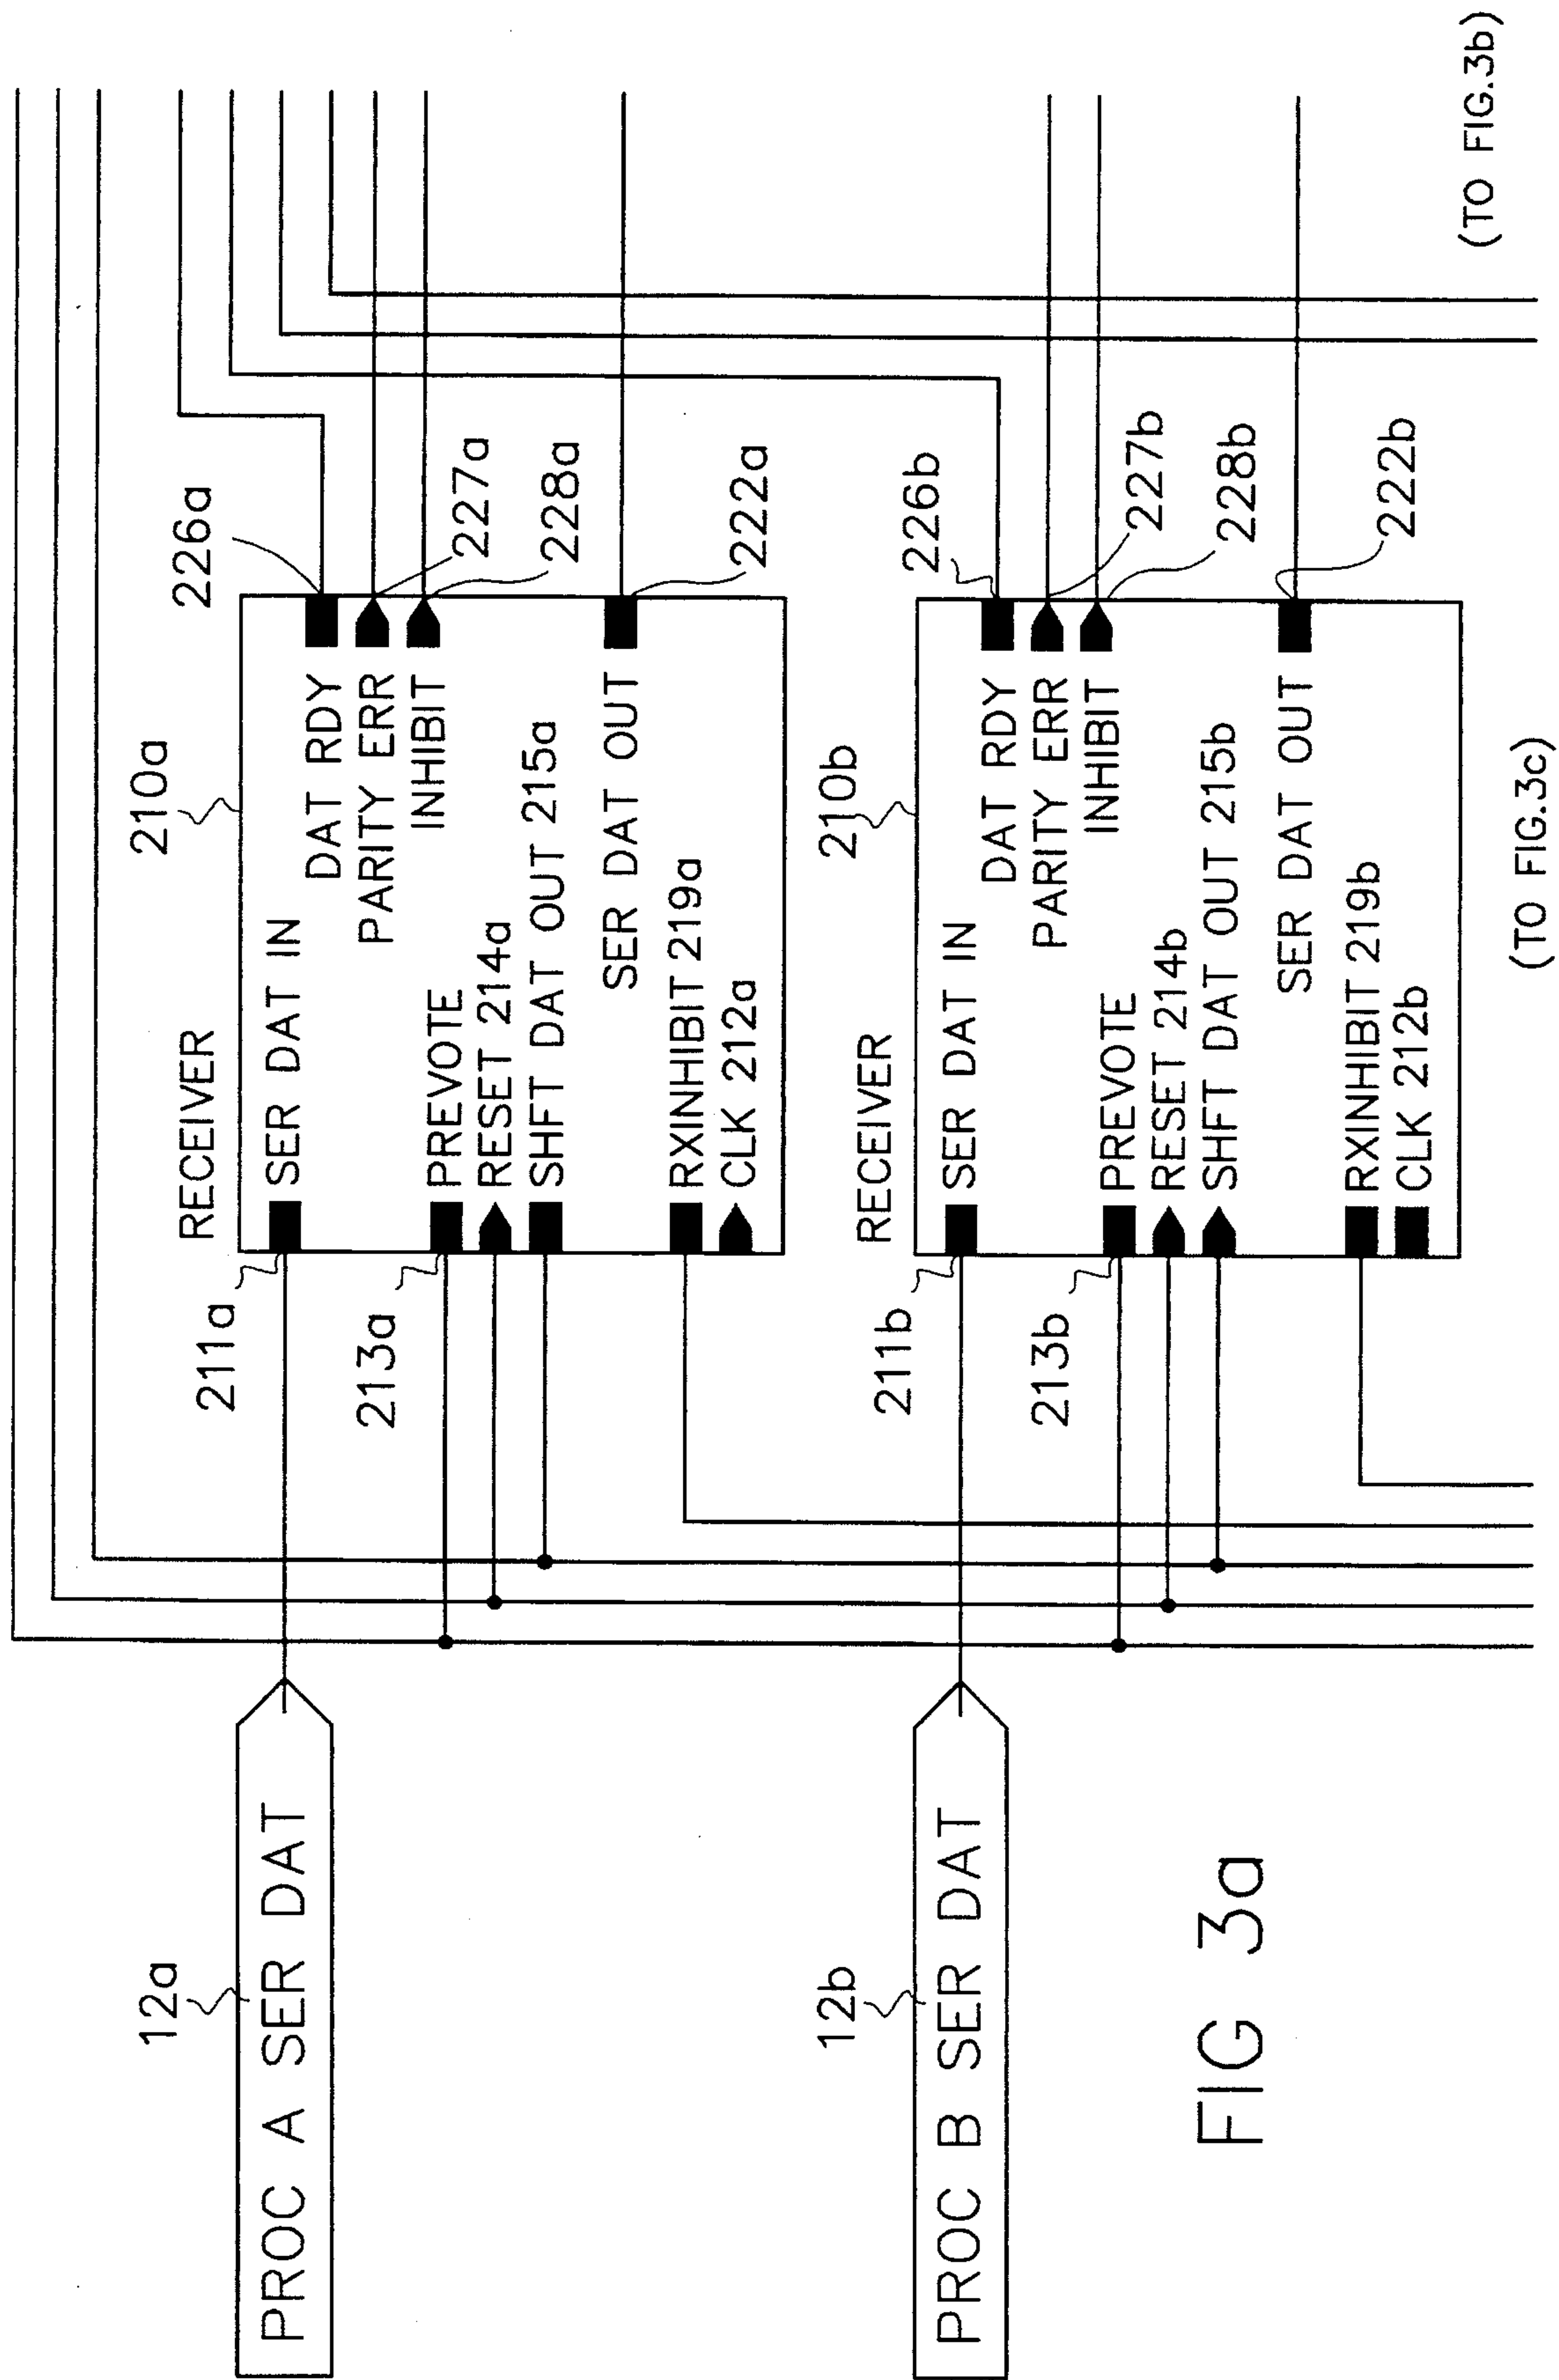 12a
PROC A SER DAT
RECEIVER
210a
211a
SER DAT IN
DAT RDY
226a
PARITY ERR
227a
INHIBIT
228a
213a
PREVOTE
RESET 214a
SHFT DAT OUT 215a
SER DAT OUT
222a
RXINHIBIT 219a
CLK 212a
12b
PROC B SER DAT
RECEIVER
210b
211b
SER DAT IN
DAT RDY
226b
PARITY ERR
227b
INHIBIT
228b
213b
PREVOTE
RESET 214b
SHFT DAT OUT 215b
SER DAT OUT
222b
RXINHIBIT 219b
CLK 212b
FIG 3a
(TO FIG.3b)
(TO FIG.3c)